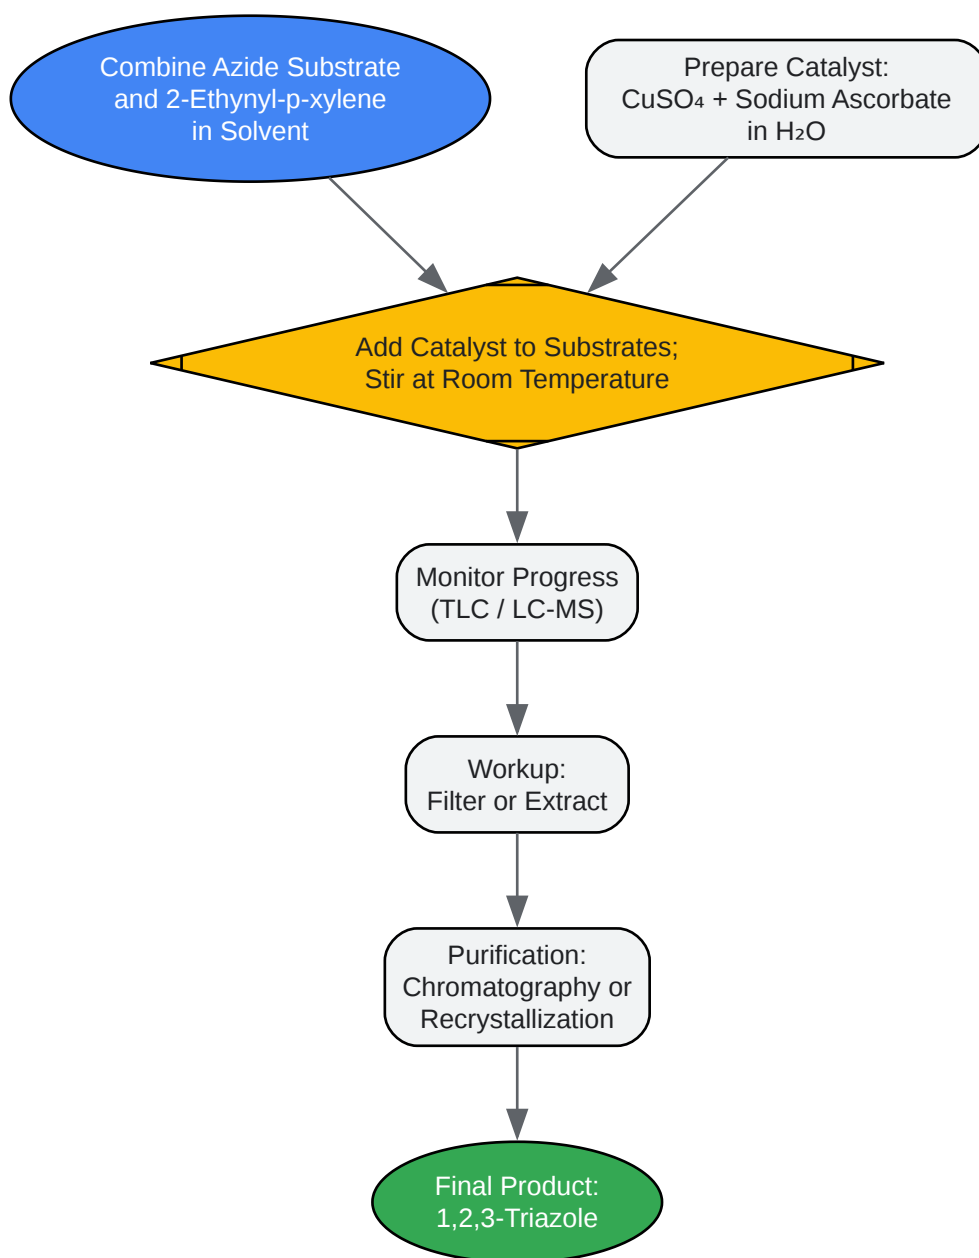 Combine Azide Substrate
and 2-Ethynyl-p-xylene
in Solvent
Prepare Catalyst:
CuSO₄ + Sodium Ascorbate
in H₂O
Add Catalyst to Substrates;
Stir at Room Temperature
Monitor Progress
(TLC / LC-MS)
Workup:
Filter or Extract
Purification:
Chromatography or
Recrystallization
Final Product:
1,2,3-Triazole